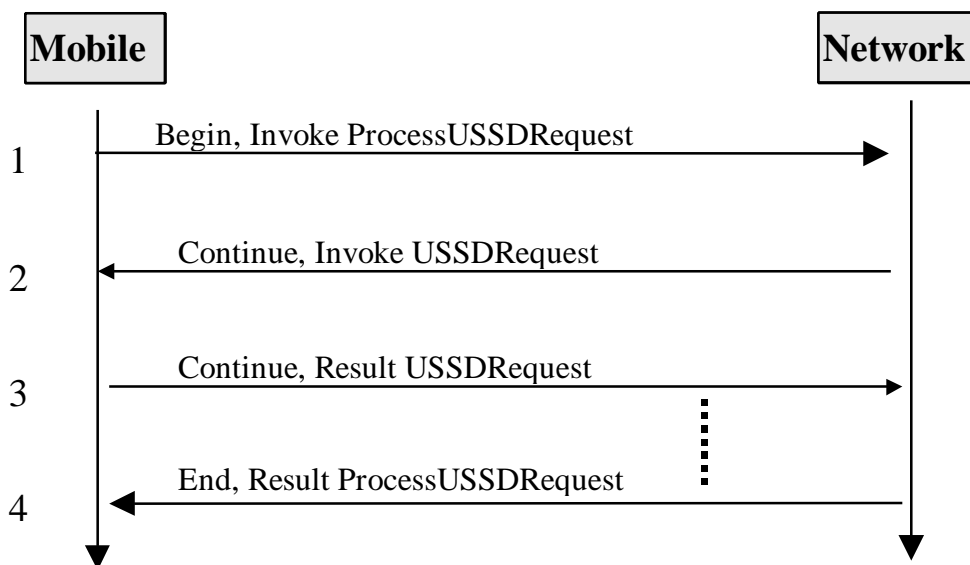 Mobile
Network
Begin, Invoke ProcessUSSDRequest
1
Continue, Invoke USSDRequest
2
Continue, Result USSDRequest
3
End, Result ProcessUSSDRequest
4